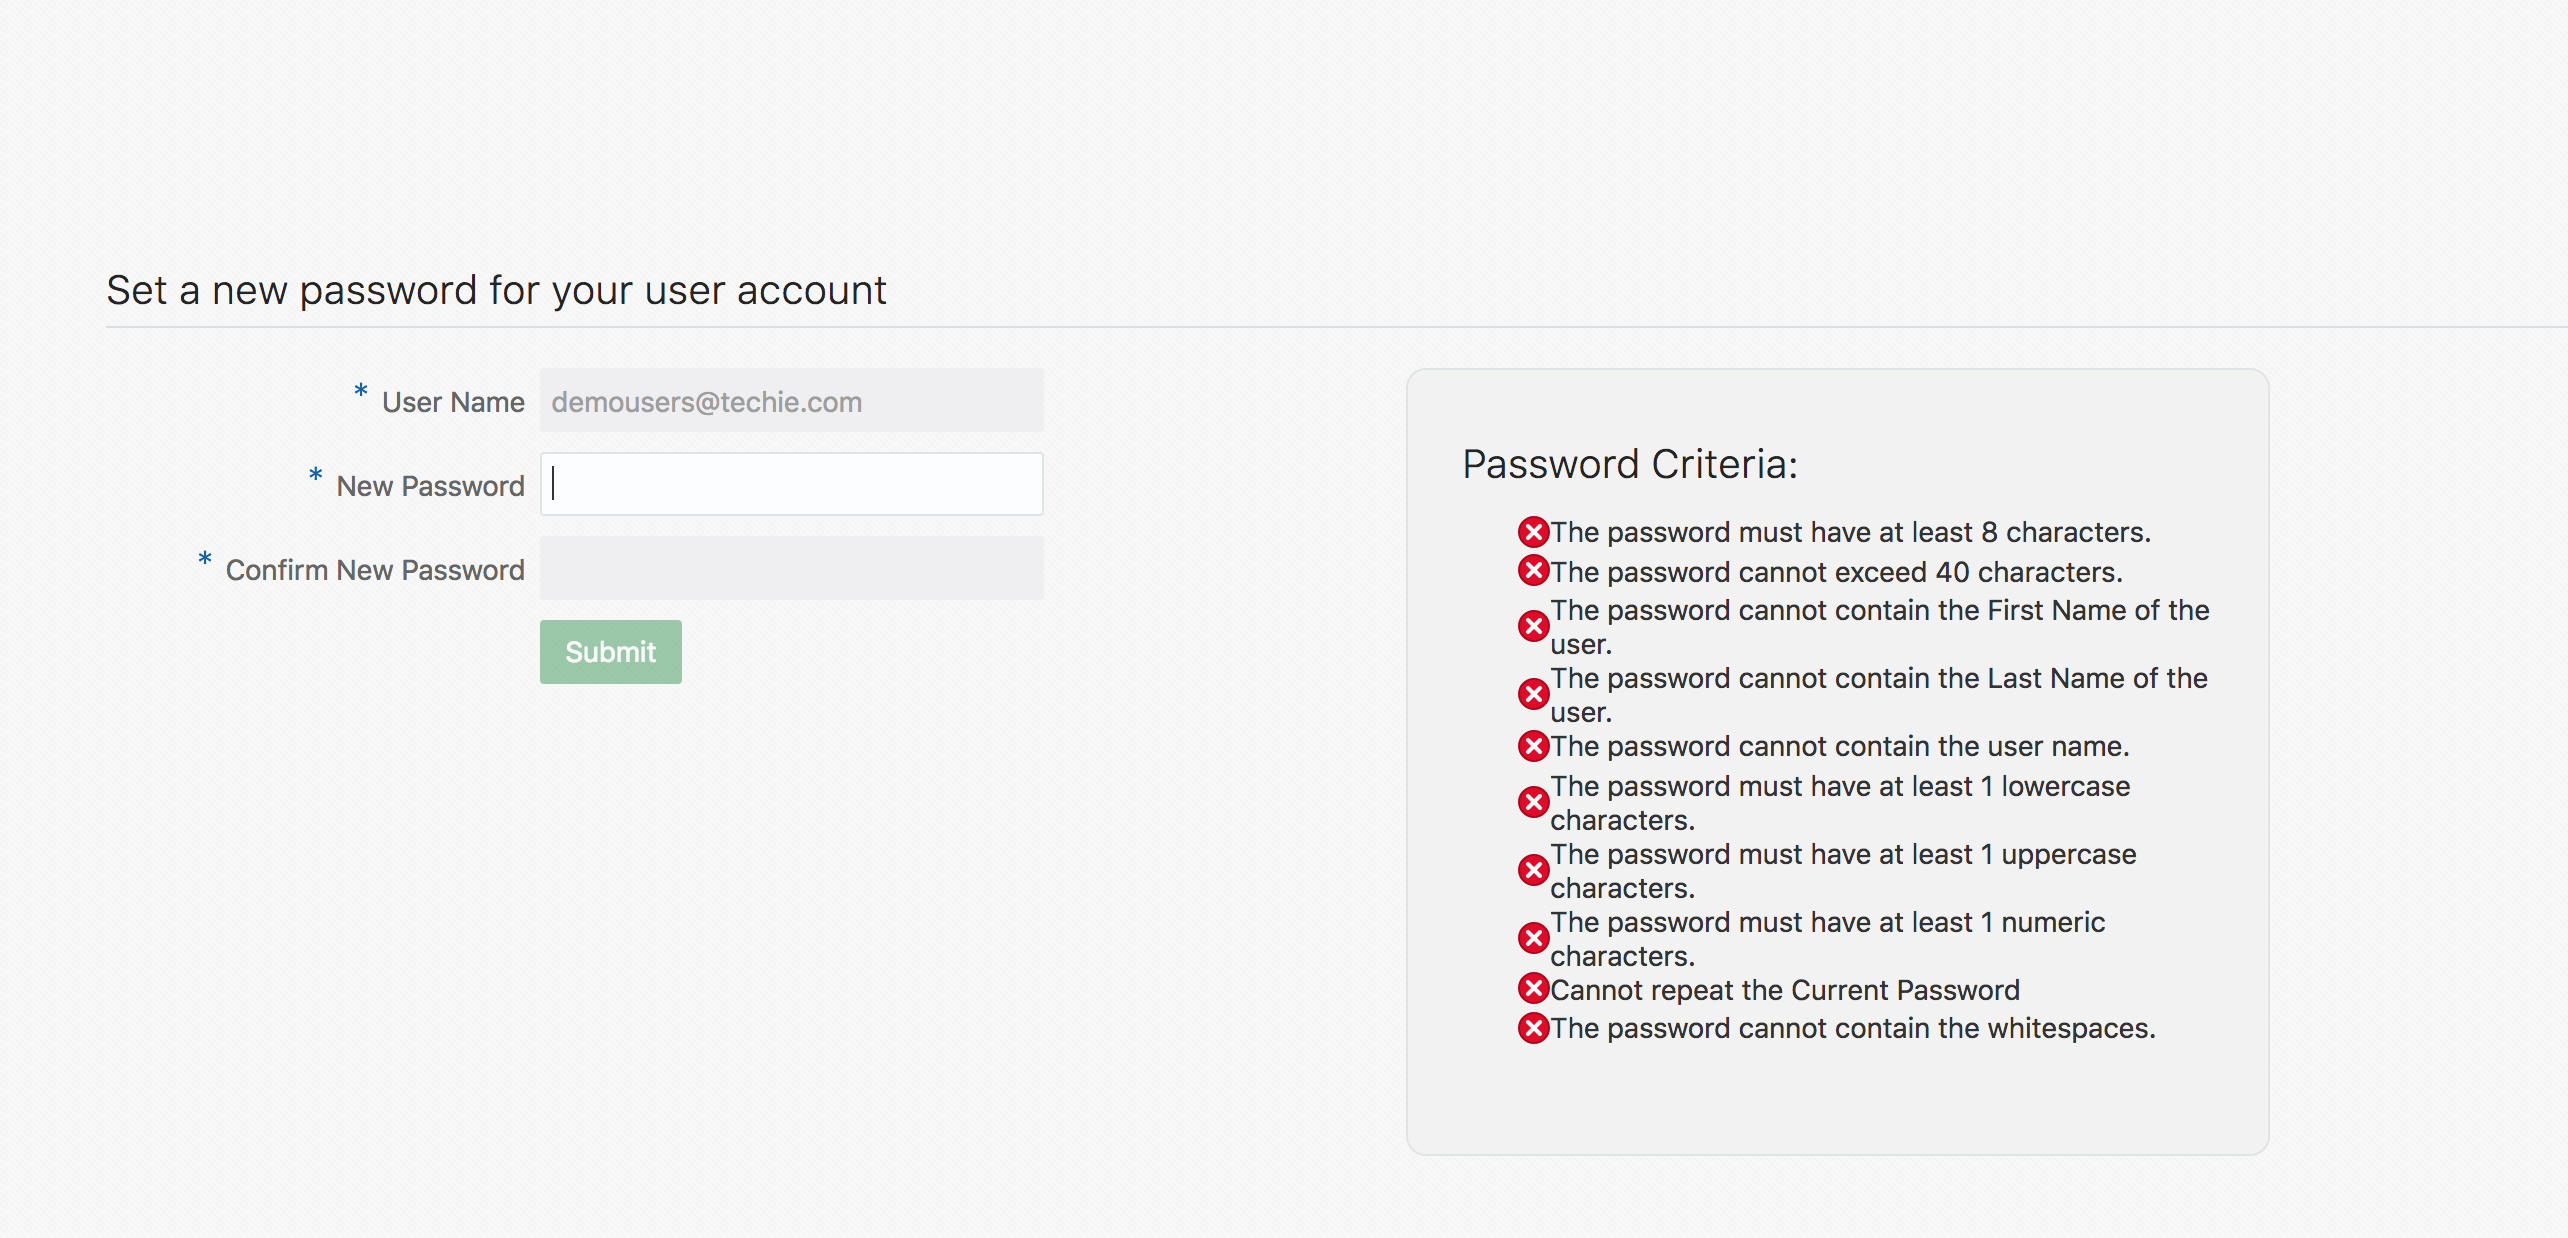 Set a new password for your user account
* User Name
demousers@techie.com
* New Password
* Confirm New Password
Submit
Password Criteria:
The password must have at least 8 characters.
The password cannot exceed 40 characters.
The password cannot contain the First Name of the
user.
The password cannot contain the Last Name of the
user.
The password cannot contain the user name.
The password must have at least 1 lowercase
characters.
The password must have at least 1 uppercase
characters.
The password must have at least 1 numeric
characters.
Cannot repeat the Current Password
The password cannot contain the whitespaces.